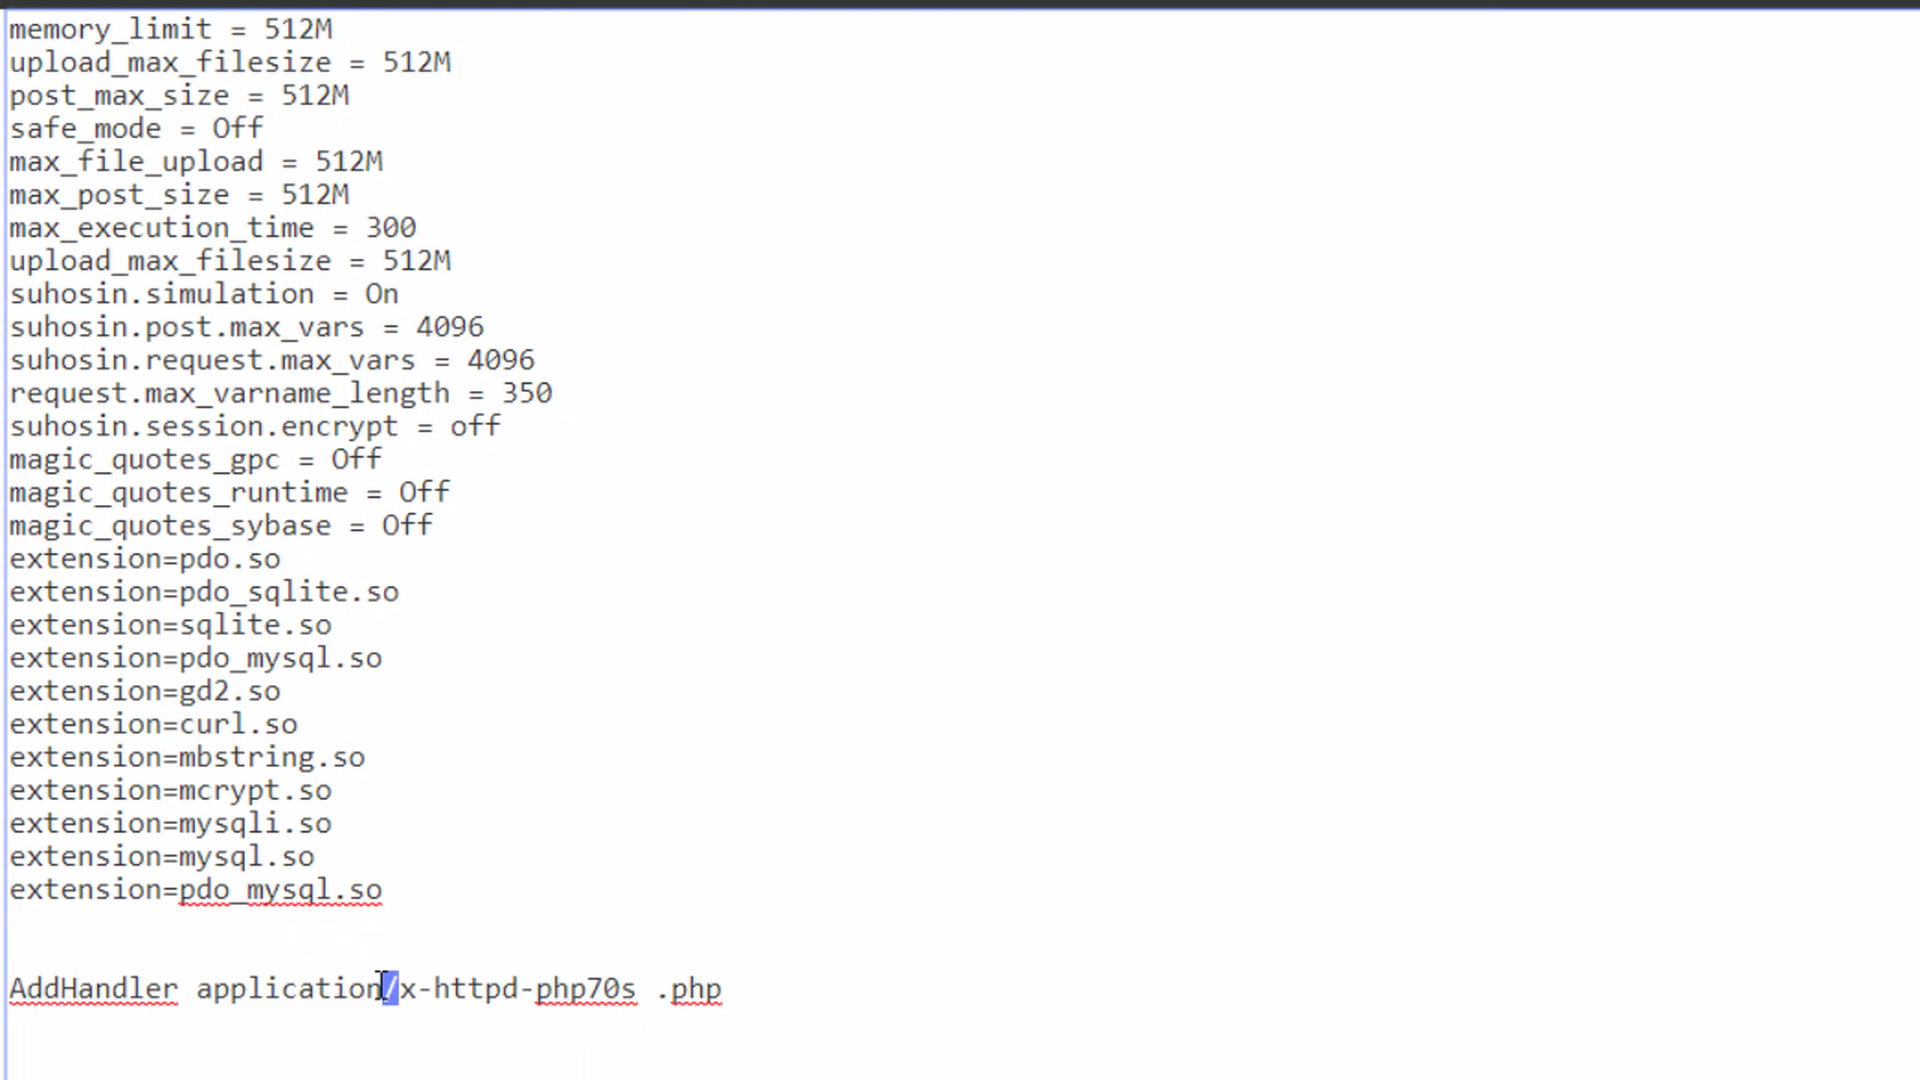 memory_limit = 512M
upload_max_filesize = 512M
post_max_size = 512M
safe_mode = Off
max_file_upload = 512M
max_post_size = 512M
max_execution_time = 300
upload_max_filesize = 512M
suhosin.simulation = On
suhosin.post.max_vars = 4096
suhosin.request.max_vars = 4096
request.max_varname_length = 350
suhosin.session.encrypt = off
magic_quotes_gpc = Off
magic_quotes_runtime = Off
magic_quotes_sybase = Off
extension=pdo.so
extension=pdo_sqlite.so
extension=sqlite.so
extension=pdo_mysql.so
extension=gd2.so
extension=curl.so
extension=mbstring.so
extension=mcrypt.so
extension=mysqli.so
extension=mysql.so
extension=pdo_mysql.so
AddHandler application/x-httpd-php70s .php